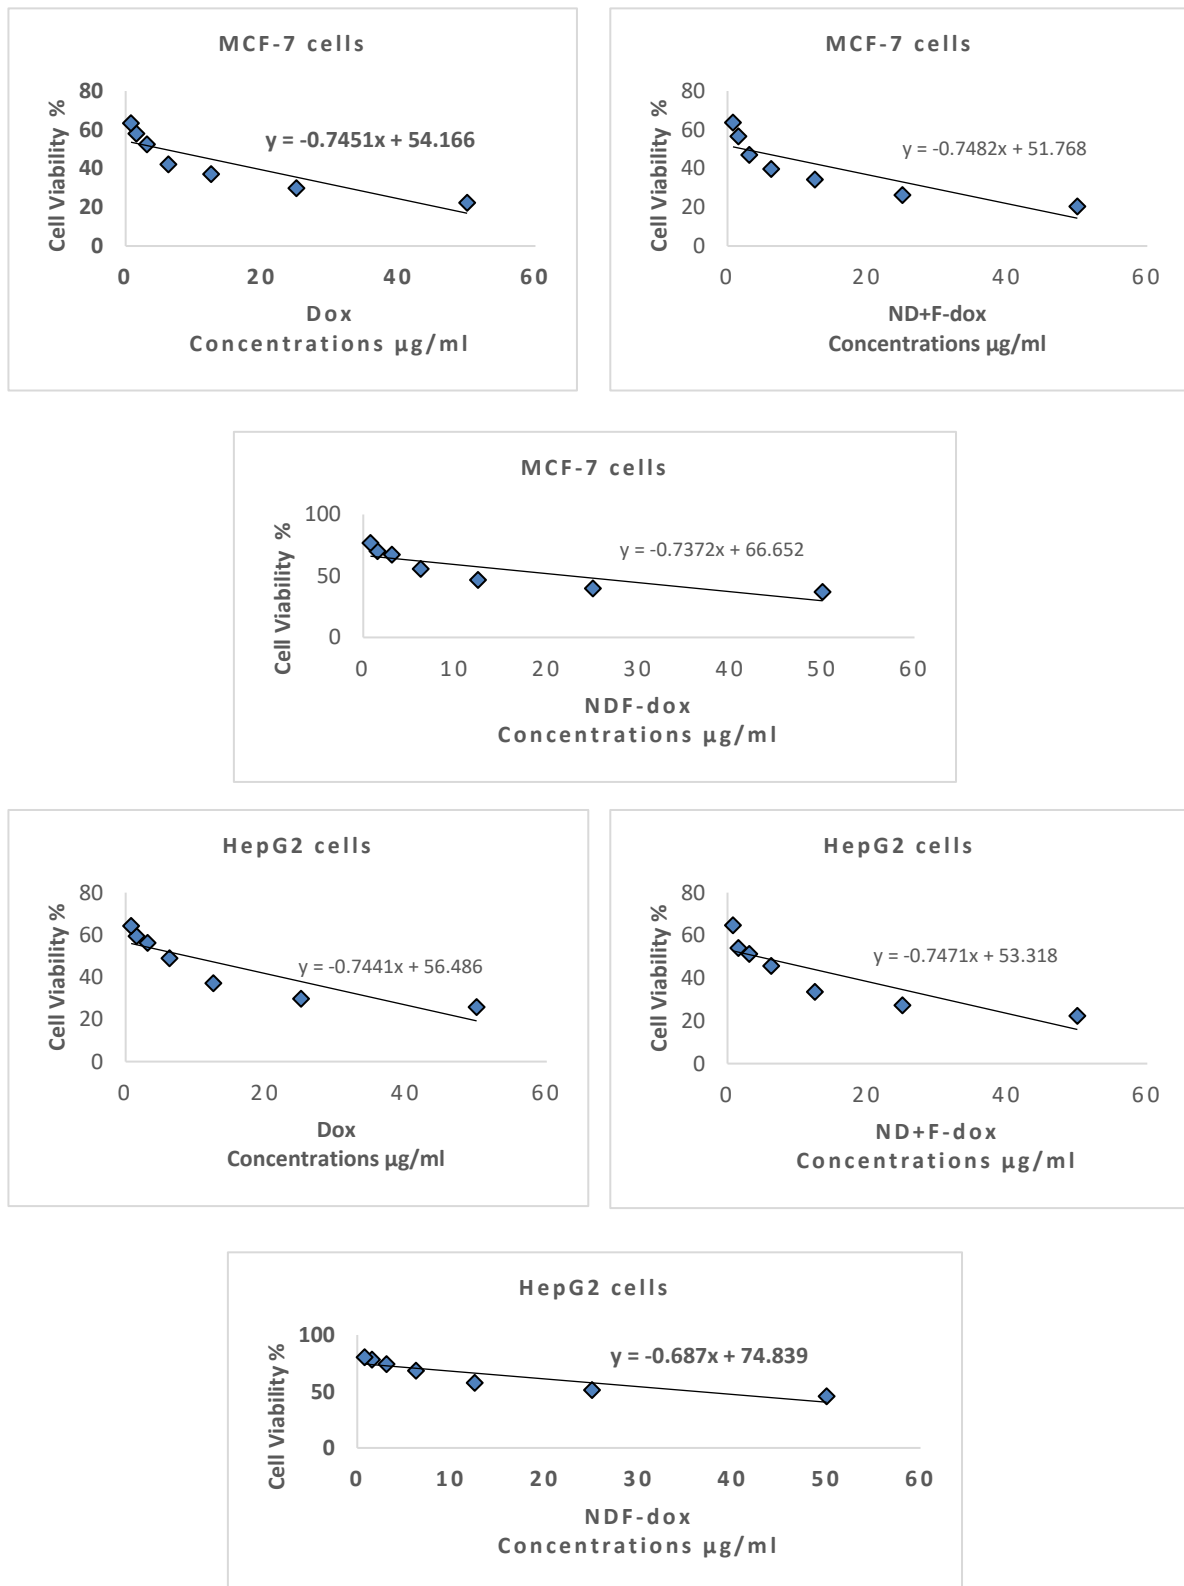 MCF-7 cells
Cell Viability %
80
60
40
20
0
y = -0.7451x + 54.166
0 20 40 60
Dox
Concentrations µg/ml
MCF-7 cells
Cell Viability %
80
60
40
20
0
y = -0.7482x + 51.768
0 20 40 60
ND+F-dox
Concentrations µg/ml
MCF-7 cells
Cell Viability %
100
50
0
y = -0.7372x + 66.652
0 10 20 30 40 50 60
NDF-dox
Concentrations µg/ml
HepG2 cells
Cell Viability %
80
60
40
20
0
y = -0.7441x + 56.486
0 20 40 60
Dox
Concentrations µg/ml
HepG2 cells
Cell Viability %
80
60
40
20
0
y = -0.7471x + 53.318
0 20 40 60
ND+F-dox
Concentrations µg/ml
HepG2 cells
Cell Viability %
100
50
0
y = -0.687x + 74.839
0 10 20 30 40 50 60
NDF-dox
Concentrations µg/ml